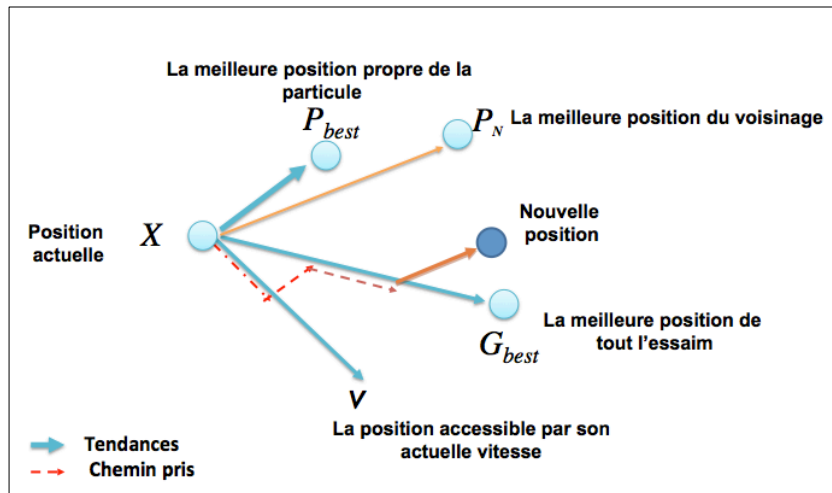 La meilleure position propre de la
particule
P_best
P_N La meilleure position du voisinage
Nouvelle
position
Position
actuelle
X
La meilleure position de
tout l'essaim
G_best
v
La position accessible par son
actuelle vitesse
Tendances
Chemin pris